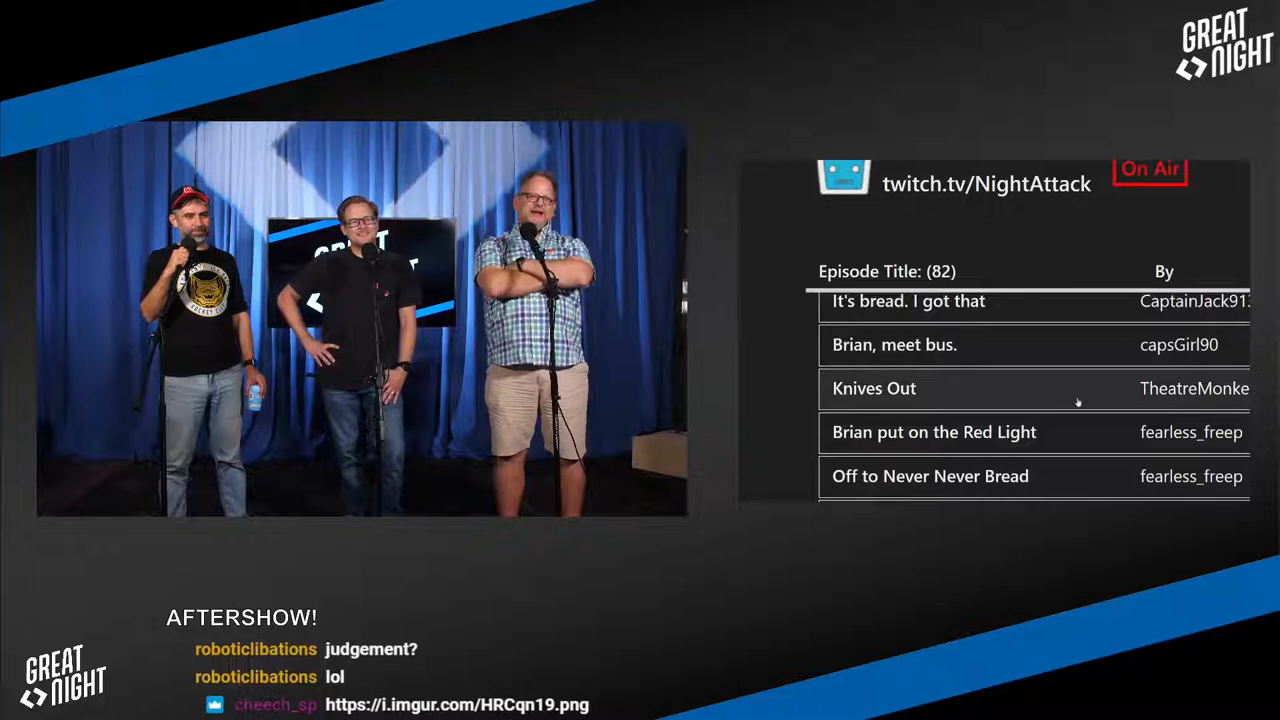 GREAT
NIGHT
twitch.tv/NightAttack
On Air
Episode Title: (82)
By
It's bread. I got that
CaptainJack913
Brian, meet bus.
capsGirl90
Knives Out
TheatreMonke
Brian put on the Red Light
fearless_freep
Off to Never Never Bread
fearless_freep
AFTERSHOW!
roboticlibations judgement?
roboticlibations lol
cheech_sp https://i.imgur.com/HRCqn19.png
GREAT
NIGHT